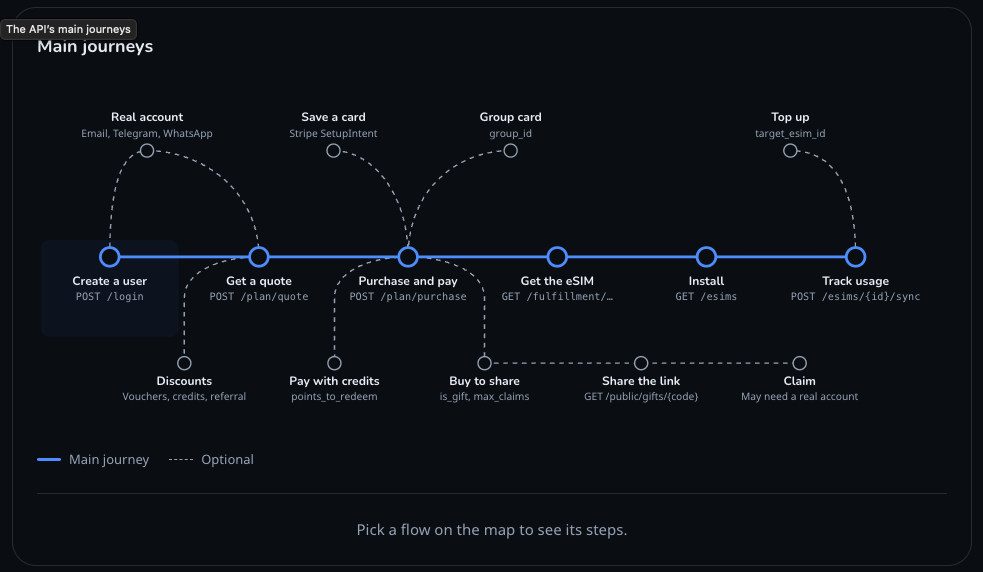 The API's main journeys
Main journeys
Real account
Email, Telegram, WhatsApp
Save a card
Stripe SetupIntent
Group card
group_id
Top up
target_esim_id
Create a user
POST /login
Get a quote
POST /plan/quote
Purchase and pay
POST /plan/purchase
Get the eSIM
GET /fulfillment/…
Install
GET /esims
Track usage
POST /esims/{id}/sync
Discounts
Vouchers, credits, referral
Pay with credits
points_to_redeem
Buy to share
is_gift, max_claims
Share the link
GET /public/gifts/{code}
Claim
May need a real account
Main journey
Optional
Pick a flow on the map to see its steps.